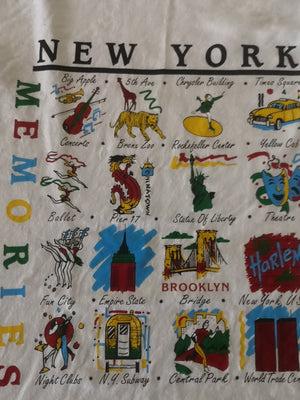 NEW YORK
MEMORIES
Big Apple • 5th Ave • Chrysler Building • Times Squa
Concerts • Bronx Zoo • Rockefeller Center • Yellow Cab
CHINATOWN
Ballet • Pier 17 • Statue Of Liberty • Theatre
BROOKLYN
Harlem
Fun City • Empire State • Bridge • New York, U.S
Night Clubs • N.Y. Subway • Central Park • World Trade Cent